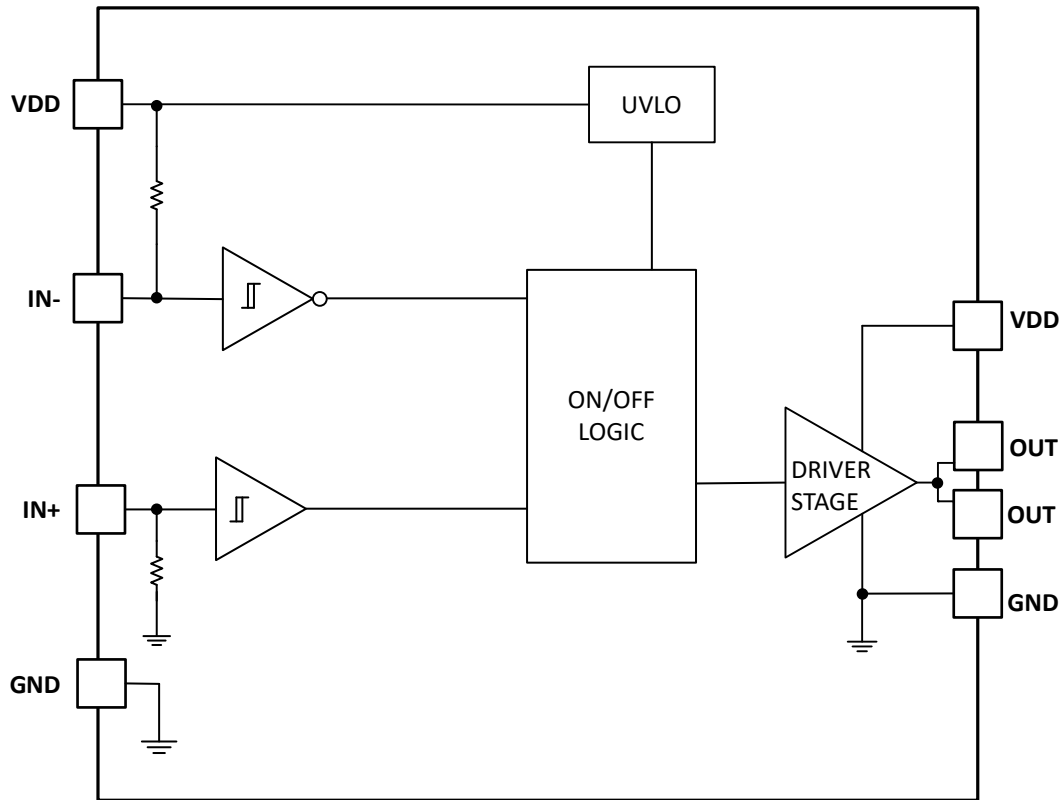 VDD
UVLO
IN-
VDD
ON/OFF
LOGIC
OUT
DRIVER
STAGE
IN+
OUT
GND
GND